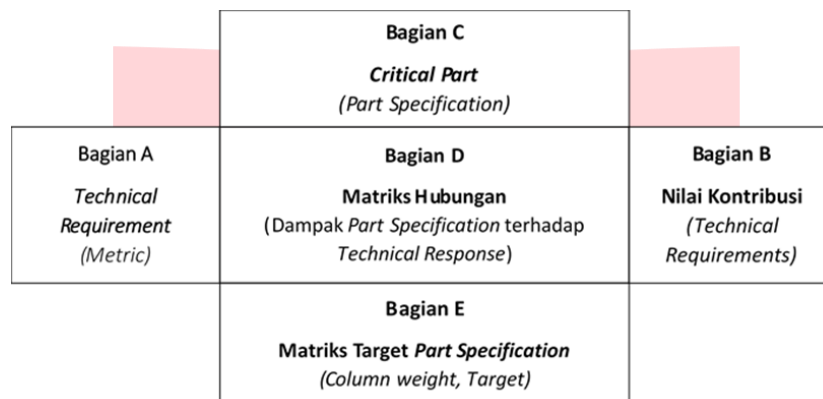 Bagian C
Critical Part
(Part Specification)
Bagian A
Technical
Requirement
(Metric)
Bagian D
Matriks Hubungan
(Dampak Part Specification terhadap
Technical Response)
Bagian B
Nilai Kontribusi
(Technical
Requirements)
Bagian E
Matriks Target Part Specification
(Column weight, Target)